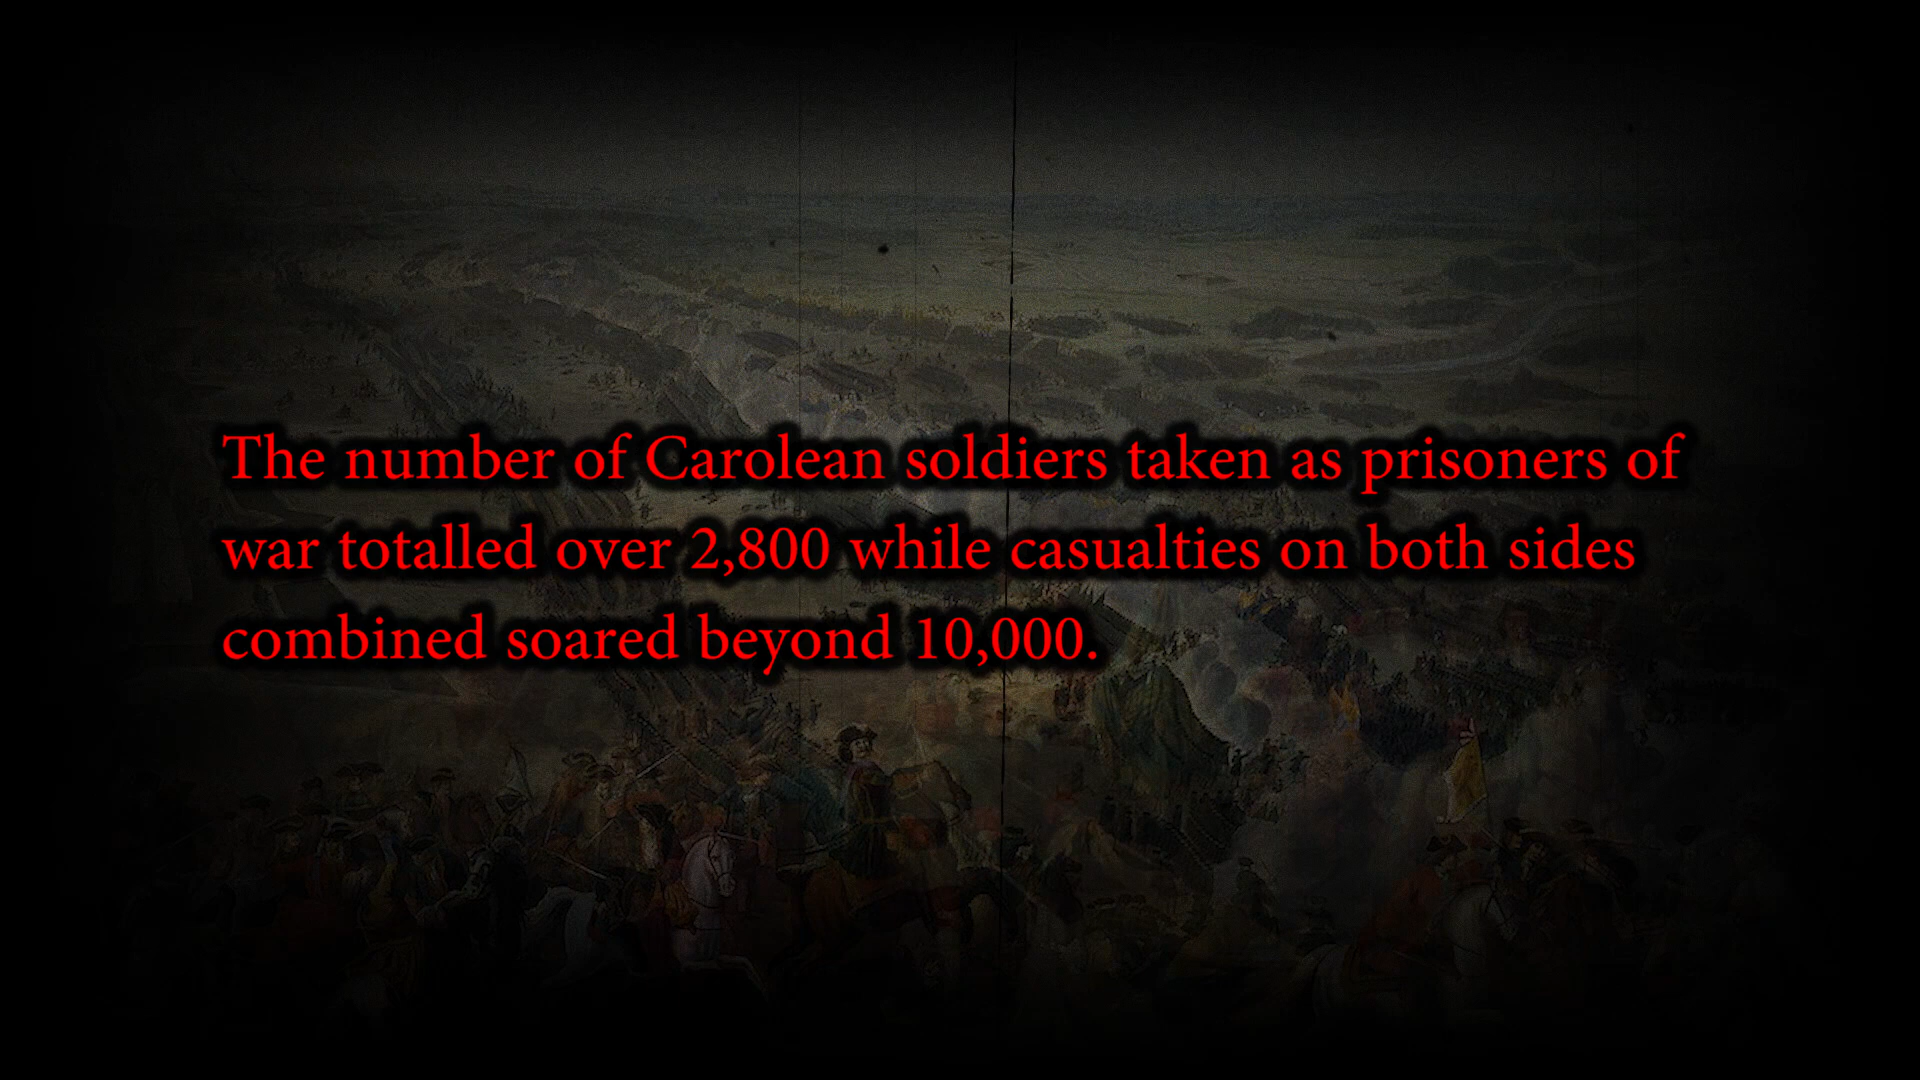 The number of Carolean soldiers taken as prisoners of
war totalled over 2,800 while casualties on both sides
combined soared beyond 10,000.